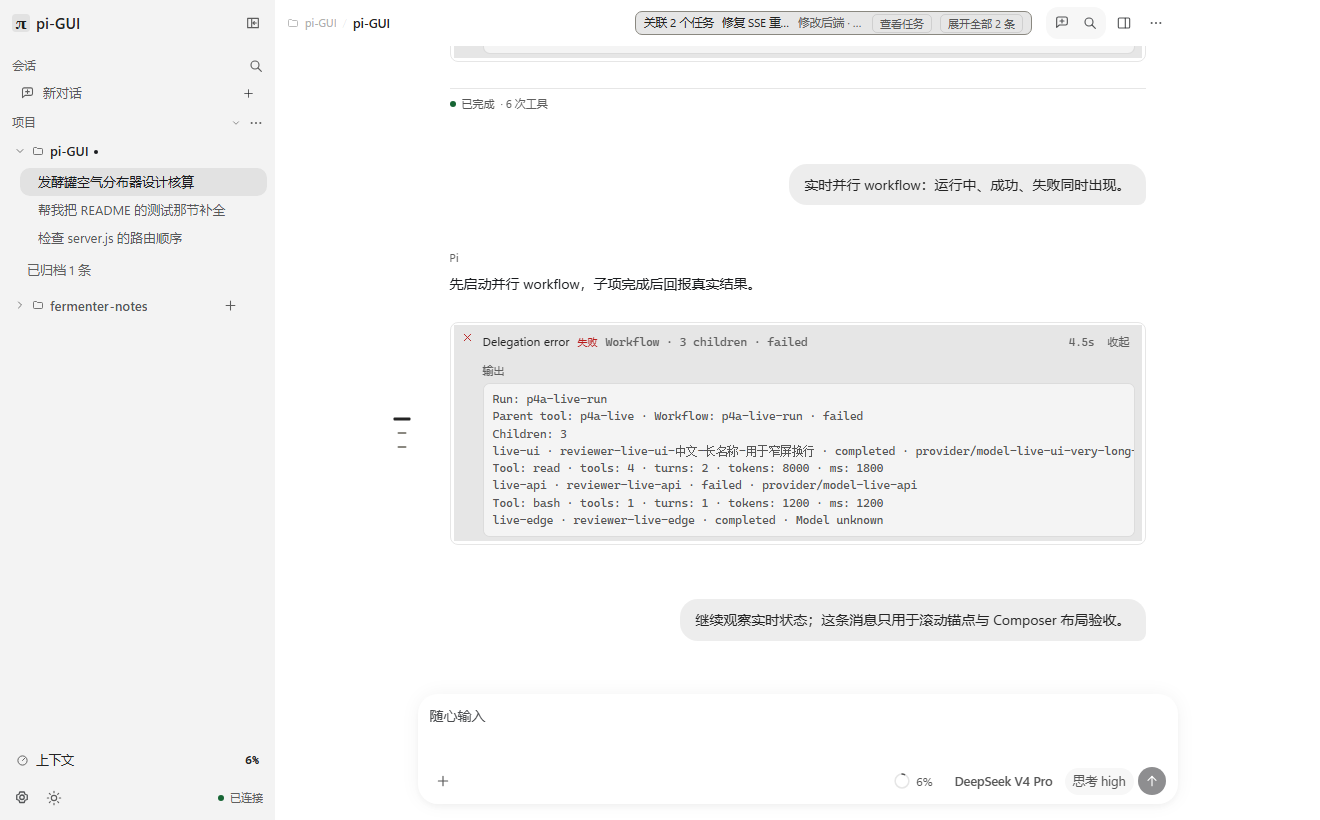 π pi-GUI
会话
新对话
项目
pi-GUI •
发酵罐空气分布器设计核算
帮我把 README 的测试那节补全
检查 server.js 的路由顺序
已归档 1 条
fermenter-notes
上下文 6%
已连接
pi-GUI / pi-GUI
关联 2 个任务 修复 SSE 重... 修改后端 · ... 查看任务 展开全部 2 条
已完成 · 6 次工具
实时并行 workflow：运行中、成功、失败同时出现。
Pi
先启动并行 workflow，子项完成后回报真实结果。
Delegation error 失败 Workflow · 3 children · failed 4.5s 收起
输出
Run: p4a-live-run
Parent tool: p4a-live · Workflow: p4a-live-run · failed
Children: 3
live-ui · reviewer-live-ui-中文-长名称-用于窄屏换行 · completed · provider/model-live-ui-very-long-
Tool: read · tools: 4 · turns: 2 · tokens: 8000 · ms: 1800
live-api · reviewer-live-api · failed · provider/model-live-api
Tool: bash · tools: 1 · turns: 1 · tokens: 1200 · ms: 1200
live-edge · reviewer-live-edge · completed · Model unknown
继续观察实时状态；这条消息只用于滚动锚点与 Composer 布局验收。
随心输入
6% DeepSeek V4 Pro 思考 high